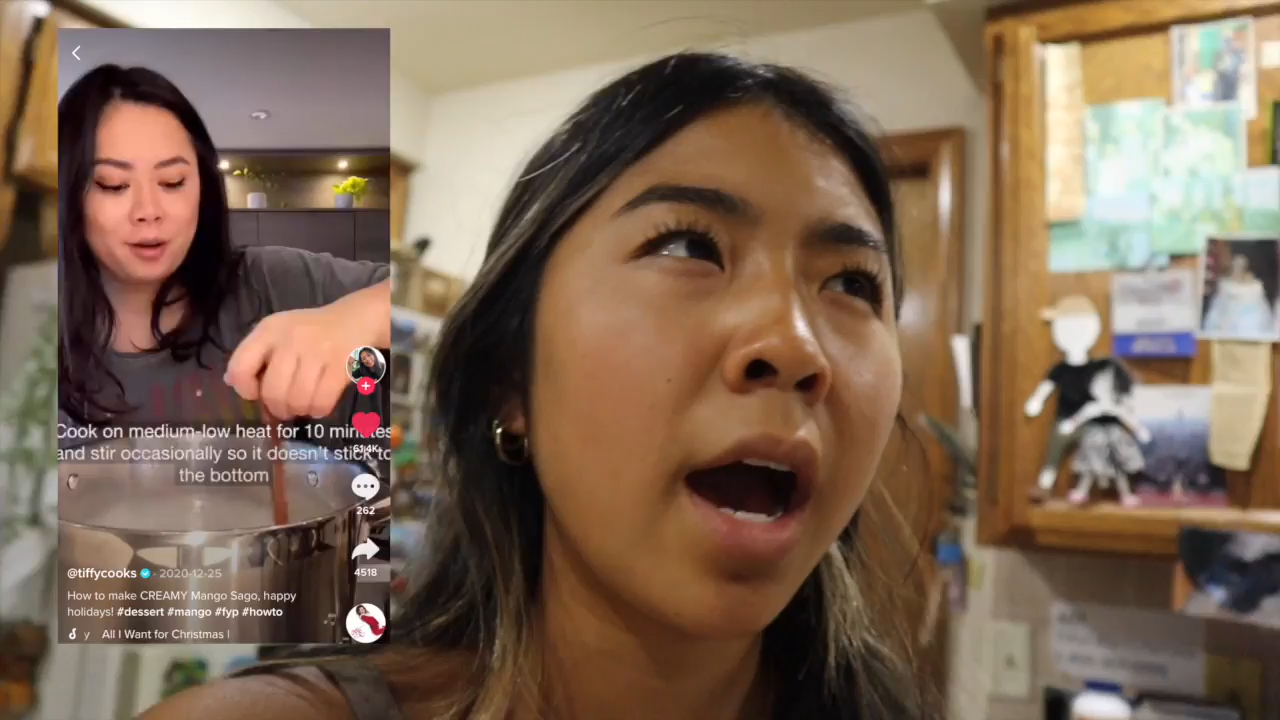 Cook on medium-low heat for 10 minutes
and stir occasionally so it doesn't stick to
the bottom
61.4K
262
4518
@tiffycooks · 2020-12-25
How to make CREAMY Mango Sago, happy
holidays! #dessert #mango #fyp #howto
y All I Want for Christmas I